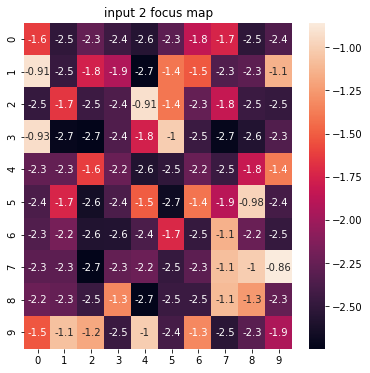 input 2 focus map
0 -1.6 -2.5 -2.3 -2.4 -2.6 -2.3 -1.8 -1.7 -2.5 -2.4
1 -0.91 -2.5 -1.8 -1.9 -2.7 -1.4 -1.5 -2.3 -2.3 -1.1
2 -2.5 -1.7 -2.5 -2.4 -0.91 -1.4 -2.3 -1.8 -2.5 -2.5
3 -0.93 -2.7 -2.7 -2.4 -1.8 -1 -2.5 -2.7 -2.6 -2.3
4 -2.3 -2.3 -1.6 -2.2 -2.6 -2.5 -2.2 -2.5 -1.8 -1.4
5 -2.4 -1.7 -2.6 -2.4 -1.5 -2.7 -1.4 -1.9 -0.98 -2.4
6 -2.3 -2.2 -2.6 -2.6 -2.4 -1.7 -2.5 -1.1 -2.2 -2.5
7 -2.3 -2.3 -2.7 -2.3 -2.2 -2.5 -2.5 -1.1 -1 -0.86
8 -2.2 -2.3 -2.5 -1.3 -2.7 -2.5 -2.5 -1.1 -1.3 -2.3
9 -1.5 -1.1 -1.2 -2.5 -1 -2.4 -1.3 -2.5 -2.3 -1.9
0 1 2 3 4 5 6 7 8 9
-1.00
-1.25
-1.50
-1.75
-2.00
-2.25
-2.50